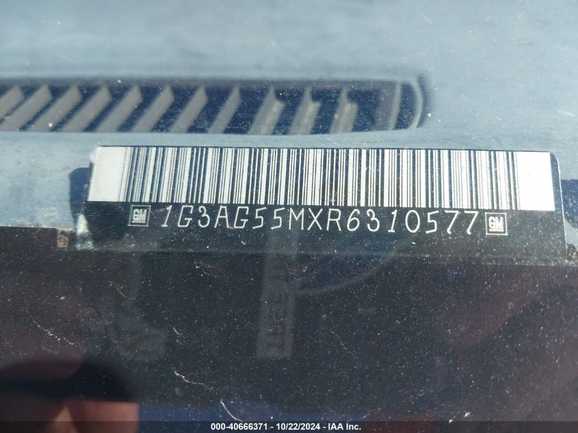 GM 1G3AG55MXR6310577 GM
000-40666371 - 10/22/2024 - IAA Inc.